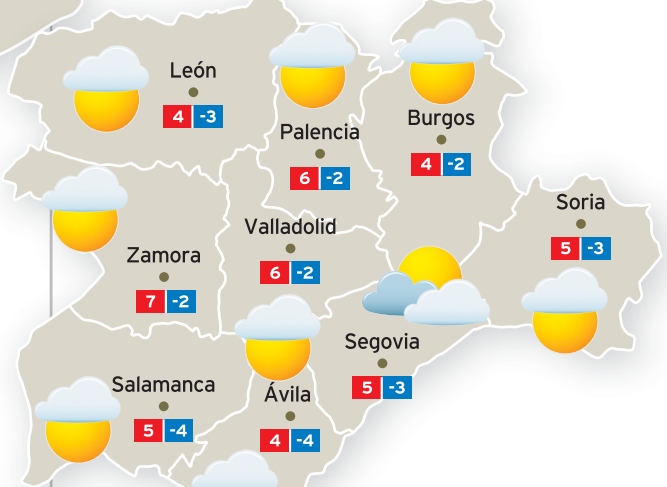 León
4 -3
Palencia
6 -2
Burgos
4 -2
Soria
5 -3
Valladolid
6 -2
Zamora
7 -2
Segovia
5 -3
Salamanca
5 -4
Ávila
4 -4